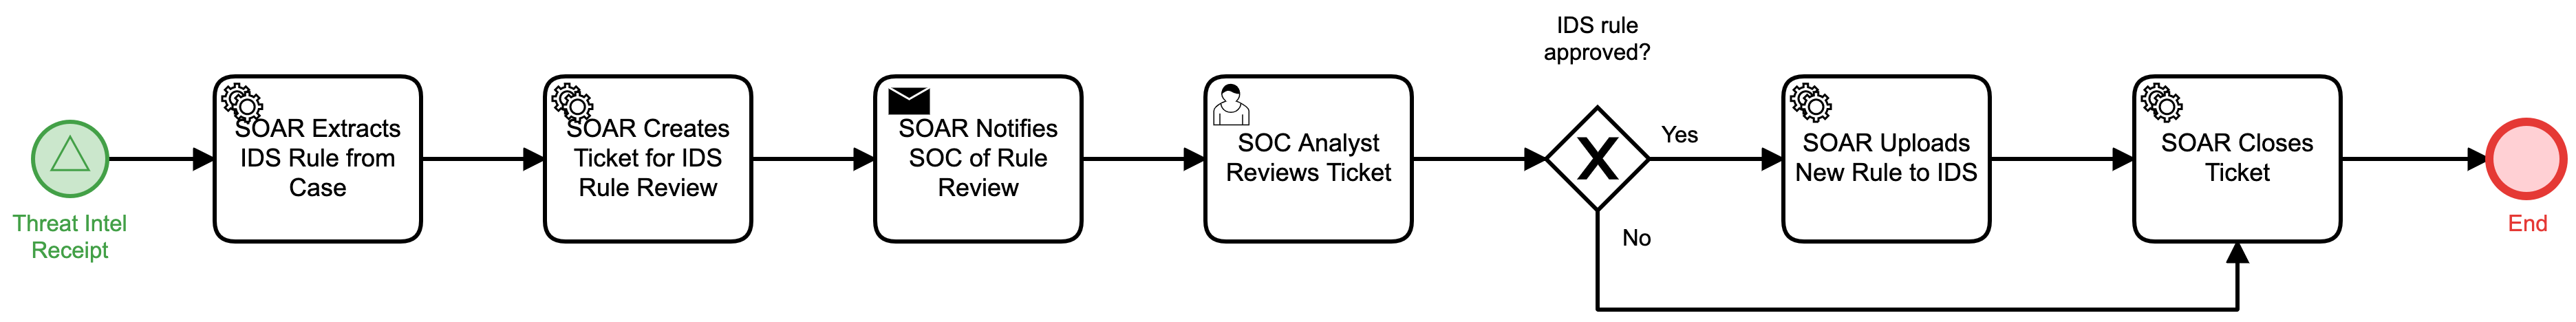 Threat Intel
Receipt
SOAR Extracts
IDS Rule from
Case
SOAR Creates
Ticket for IDS
Rule Review
SOAR Notifies
SOC of Rule
Review
SOC Analyst
Reviews Ticket
IDS rule
approved?
X
Yes
No
SOAR Uploads
New Rule to IDS
SOAR Closes
Ticket
End